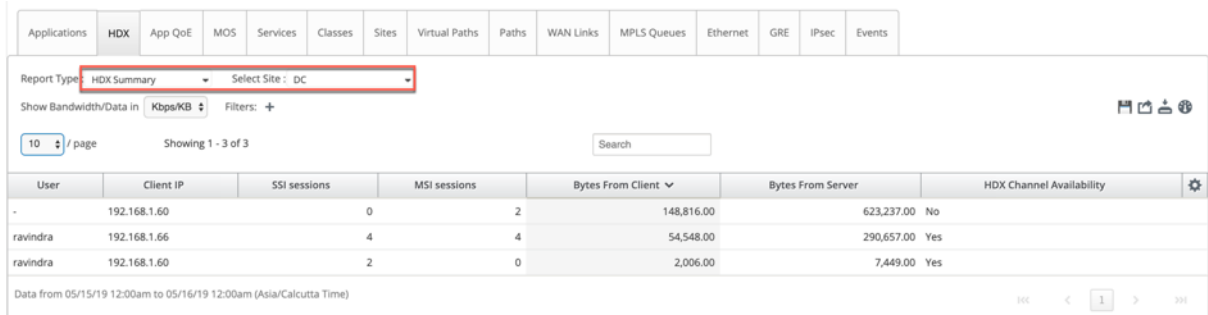 Applications HDX App QoE MOS Services Classes Sites Virtual Paths Paths WAN Links MPLS Queues Ethernet GRE IPsec Events
Report Type: HDX Summary Select Site : DC
Show Bandwidth/Data in Kbps/KB Filters: +
10 / page Showing 1 - 3 of 3 Search
User Client IP SSI sessions MSI sessions Bytes From Client Bytes From Server HDX Channel Availability
- 192.168.1.60 0 2 148,816.00 623,237.00 No
ravindra 192.168.1.66 4 4 54,548.00 290,657.00 Yes
ravindra 192.168.1.60 2 0 2,006.00 7,449.00 Yes
Data from 05/15/19 12:00am to 05/16/19 12:00am (Asia/Calcutta Time) 1